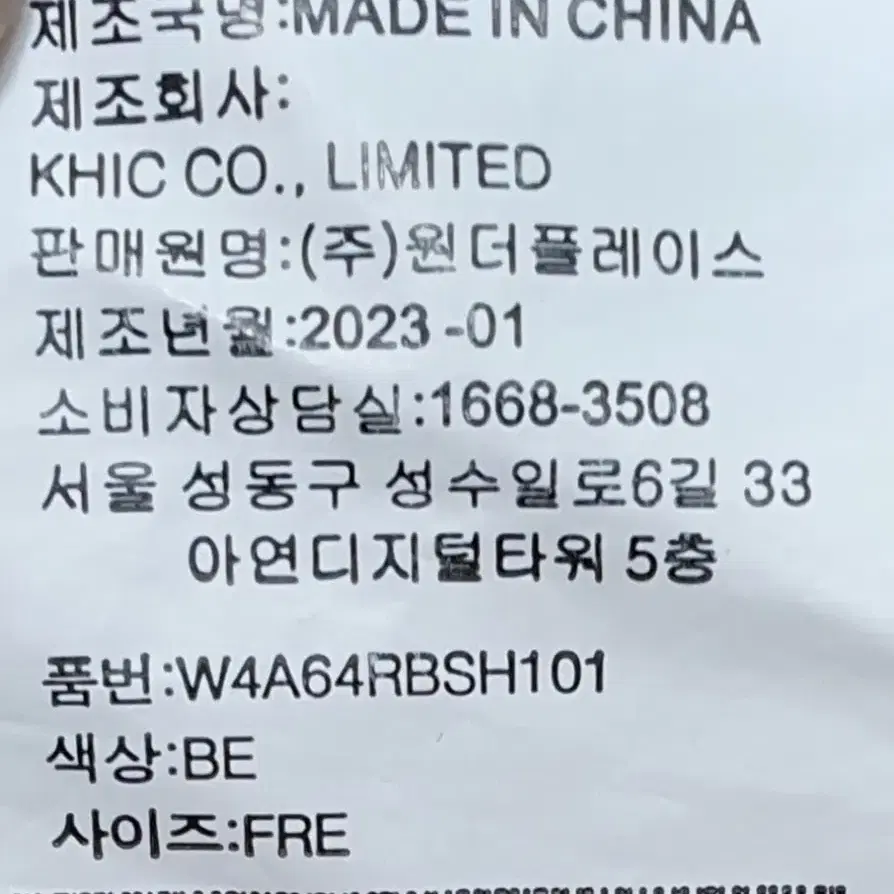 제조국명:MADE IN CHINA
제조회사:
KHIC CO., LIMITED
판매원명:(주)원더플레이스
제조년월:2023-01
소비자상담실:1668-3508
서울 성동구 성수일로6길 33
아연디지털타워 5층
품번:W4A64RBSH101
색상:BE
사이즈:FRE